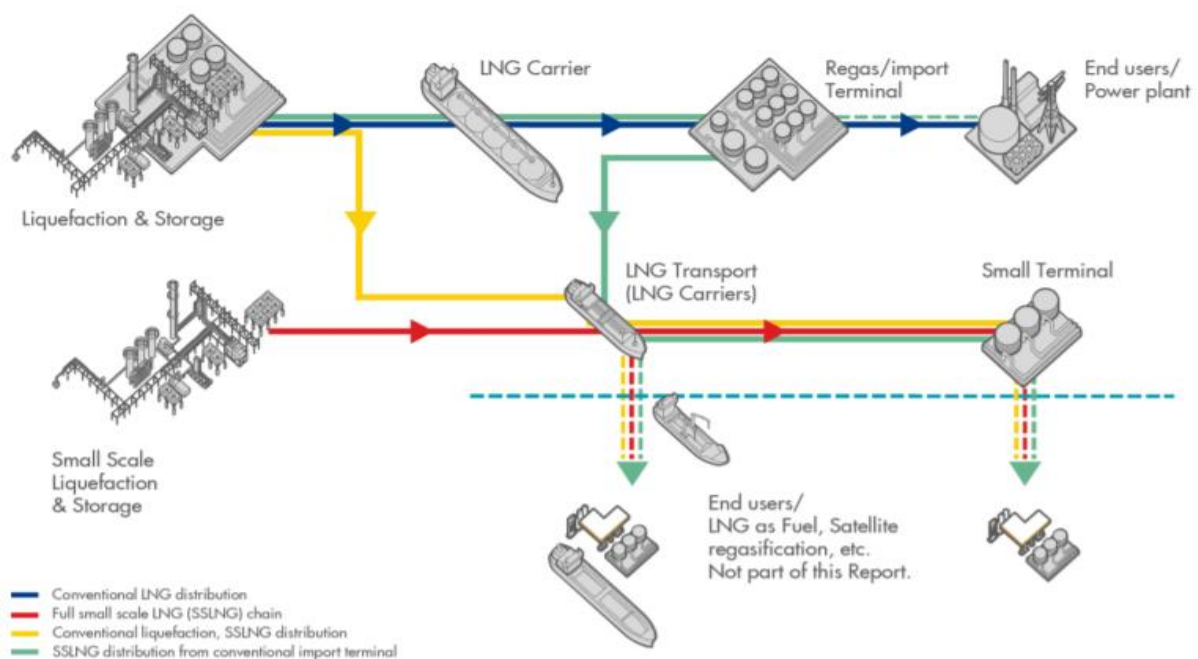 LNG Carrier
Regas/import
Terminal
End users/
Power plant
Liquefaction & Storage
LNG Transport
(LNG Carriers)
Small Terminal
Small Scale
Liquefaction
& Storage
End users/
LNG as Fuel, Satellite
regasification, etc.
Not part of this Report.
Conventional LNG distribution
Full small scale LNG (SSLNG) chain
Conventional liquefaction, SSLNG distribution
SSLNG distribution from conventional import terminal